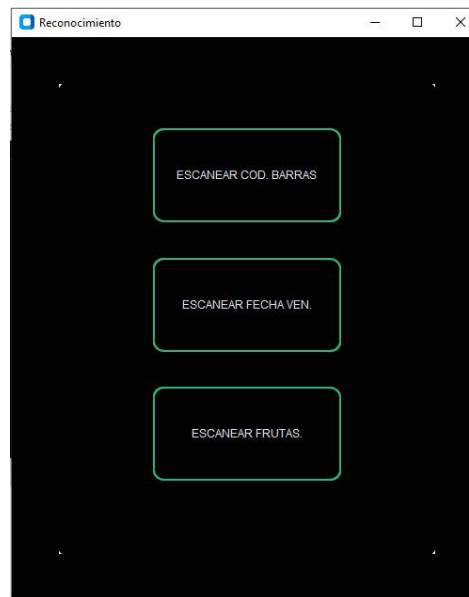 Reconocimiento
ESCANEAR COD. BARRAS
ESCANEAR FECHA VEN.
ESCANEAR FRUTAS.